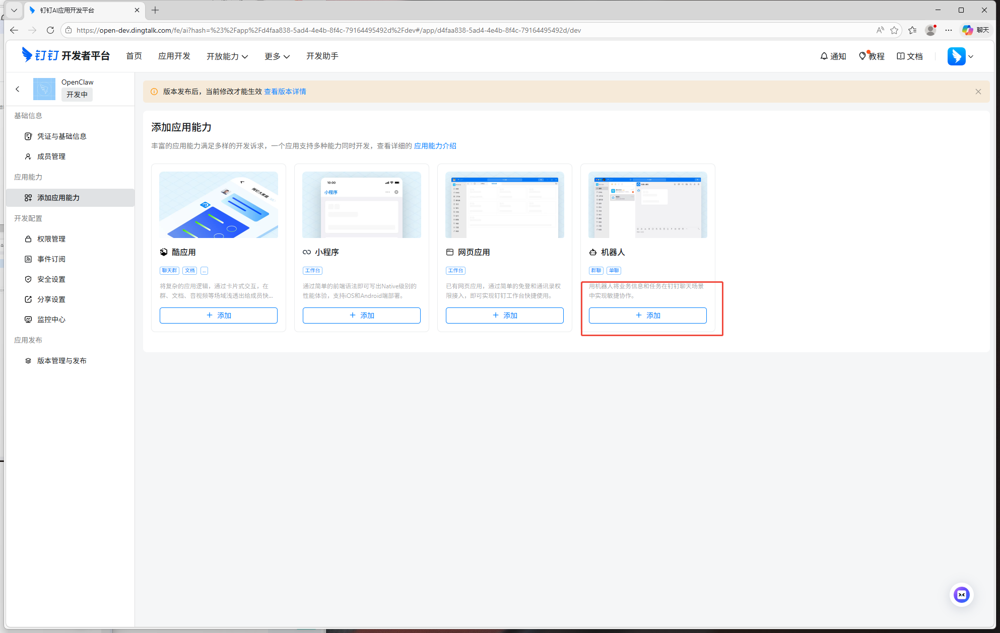 钉钉AI应用开发平台
https://open-dev.dingtalk.com/fe/ai?hash=%23%2Fapp%2Fd4faa838-5ad4-4e4b-8f4c-79164495492d%2Fdev#/app/d4faa838-5ad4-4e4b-8f4c-79164495492d/dev
聊天
钉钉 开发者平台
首页
应用开发
开放能力
更多
开发助手
通知
教程
文档
OpenClaw
开发中
基础信息
凭证与基础信息
成员管理
应用能力
添加应用能力
开发配置
权限管理
事件订阅
安全设置
分享设置
监控中心
应用发布
版本管理与发布
版本发布后，当前修改才能生效 查看版本详情
添加应用能力
丰富的应用能力满足多样的开发诉求，一个应用支持多种能力同时开发，查看详细的 应用能力介绍
钉钉大家庭
酷应用
聊天群 文档 ...
将复杂的应用逻辑，通过卡片式交互，在
群、文档、音视频等场域浅透出给成员快...
添加
10:00
小程序
小程序
工作台
通过简单的前端语法即可写出Native级别的
性能体验，支持iOS和Android端部署。
添加
网页应用
工作台
已有网页应用，通过简单的免登和通讯录权
限接入，即可实现钉钉工作台快捷使用。
添加
机器人
群聊 单聊
用机器人将业务信息和任务在钉钉聊天场景
中实现敏捷协作。
添加